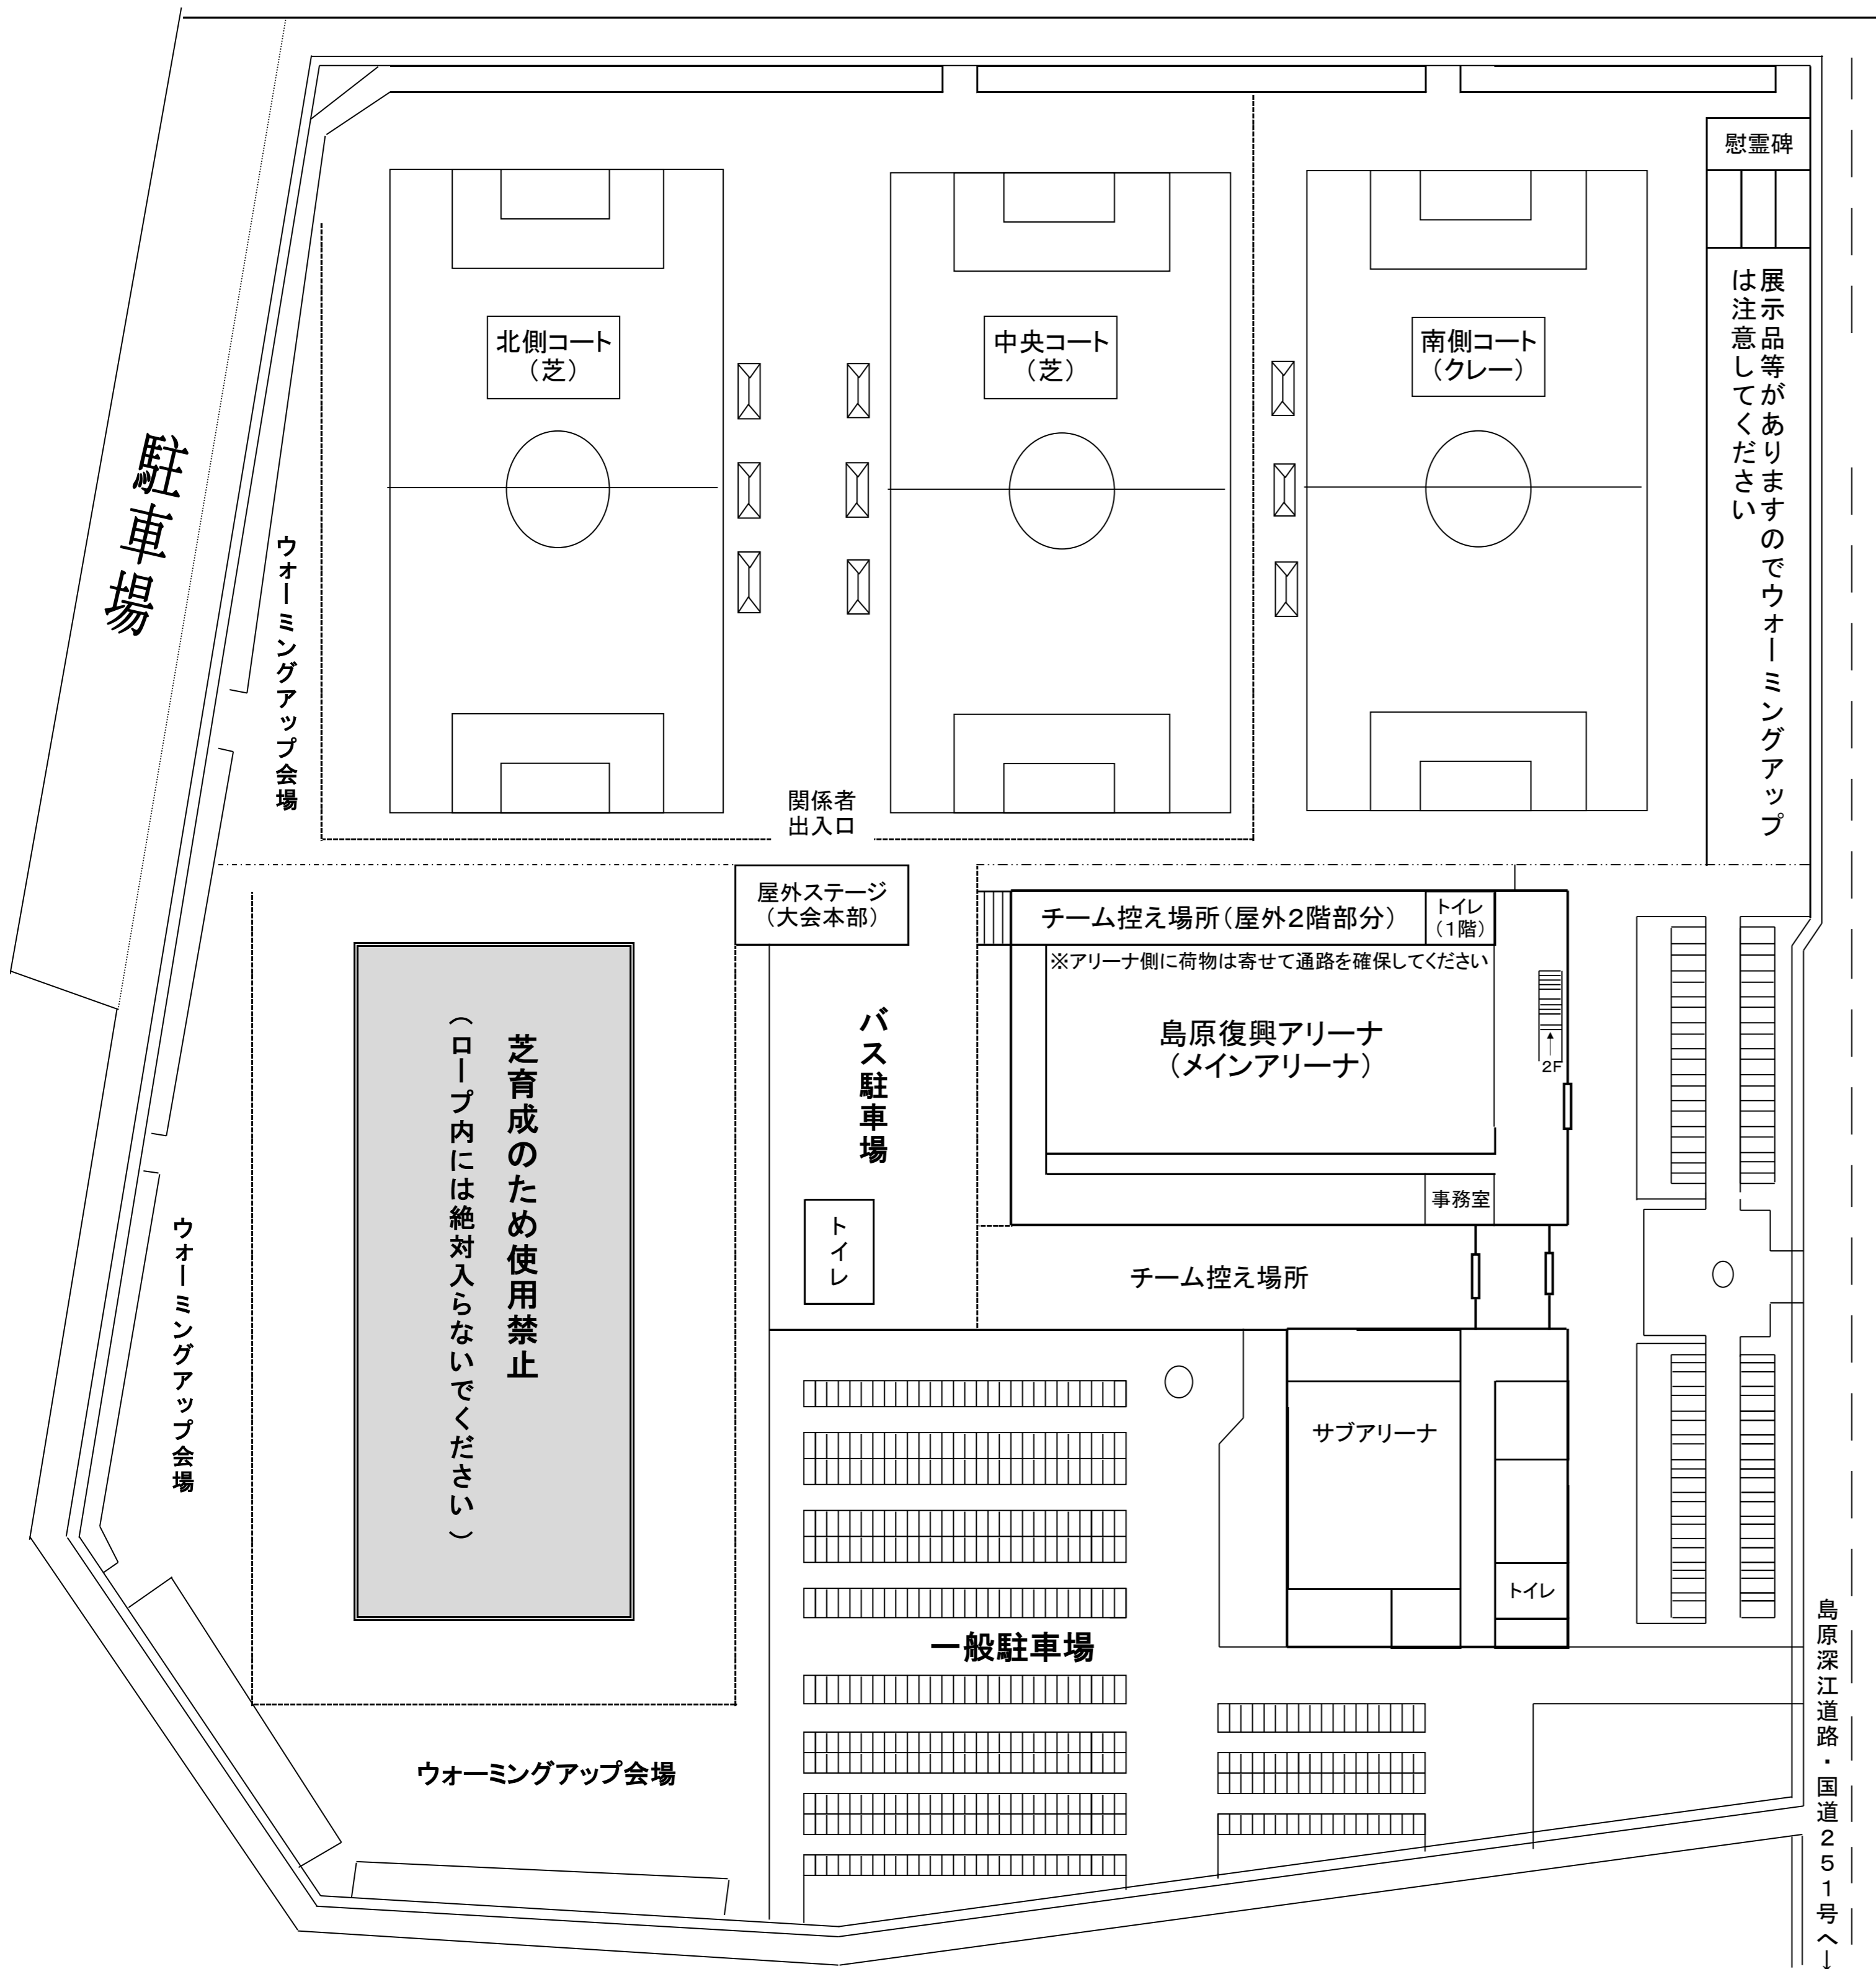 慰霊碑
展示品等がありますのでウォーミングアップ
は注意してください
北側コート
（芝）
中央コート
（芝）
南側コート
（クレー）
駐車場
ウォーミングアップ会場
関係者
出入口
屋外ステージ
（大会本部）
チーム控え場所（屋外２階部分）
トイレ
（１階）
※アリーナ側に荷物は寄せて通路を確保してください
島原復興アリーナ
（メインアリーナ）
2F
バス駐車場
芝育成のため使用禁止
（ロープ内には絶対入らないでください）
事務室
トイレ
チーム控え場所
ウォーミングアップ会場
サブアリーナ
トイレ
一般駐車場
ウォーミングアップ会場
島原深江道路・国道２５１号へ↓